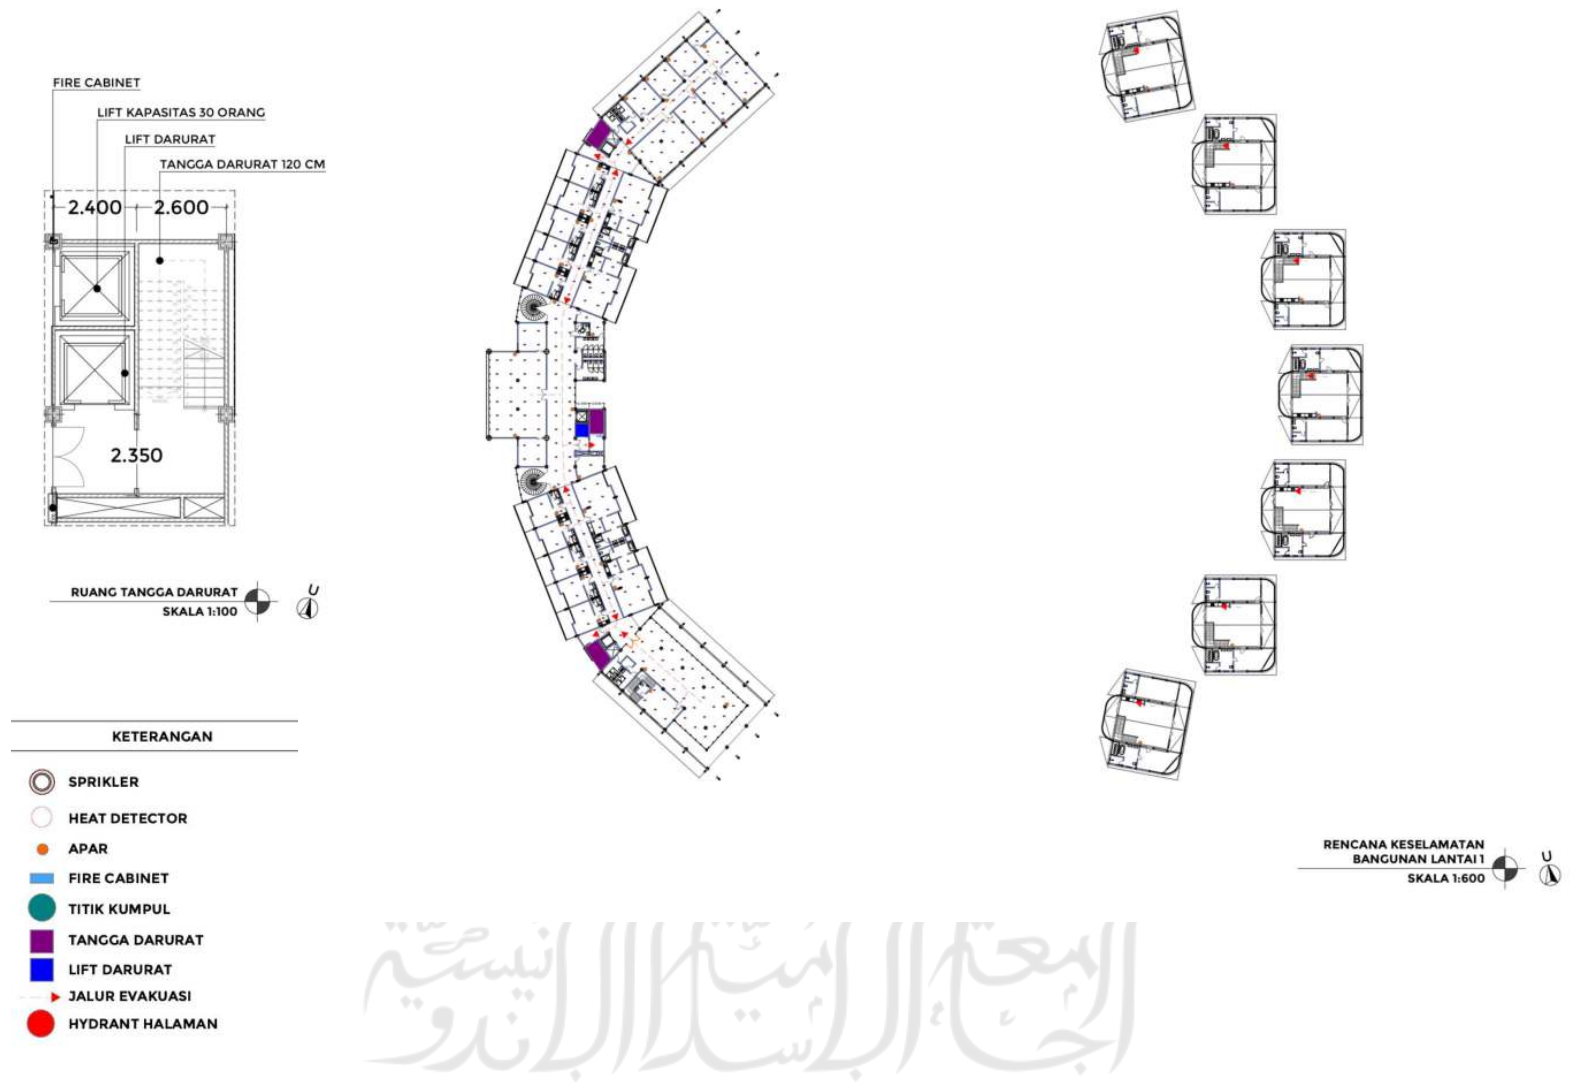 FIRE CABINET
LIFT KAPASITAS 30 ORANG
LIFT DARURAT
TANGGA DARURAT 120 CM
2.400 2.600
2.350
RUANG TANGGA DARURAT
SKALA 1:100
U
KETERANGAN
SPRIKLER
HEAT DETECTOR
APAR
FIRE CABINET
TITIK KUMPUL
TANGGA DARURAT
LIFT DARURAT
JALUR EVAKUASI
HYDRANT HALAMAN
RENCANA KESELAMATAN
BANGUNAN LANTAI 1
SKALA 1:600
U